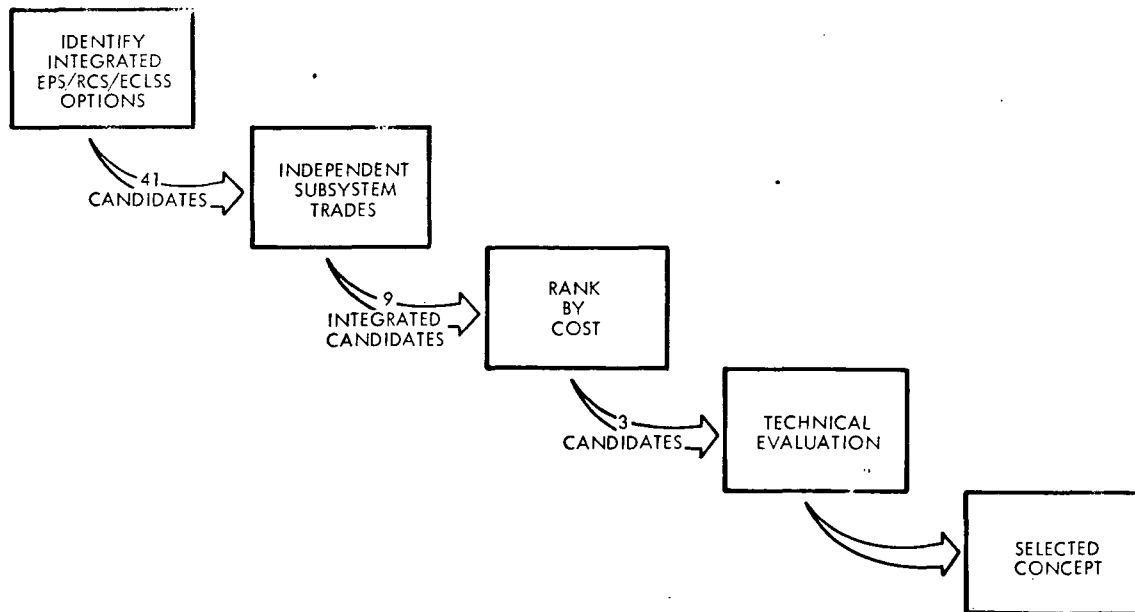 IDENTIFY
INTEGRATED
EPS/RCS/ECLSS
OPTIONS
41
CANDIDATES
INDEPENDENT
SUBSYSTEM
TRADES
9
INTEGRATED
CANDIDATES
RANK
BY
COST
3
CANDIDATES
TECHNICAL
EVALUATION
SELECTED
CONCEPT